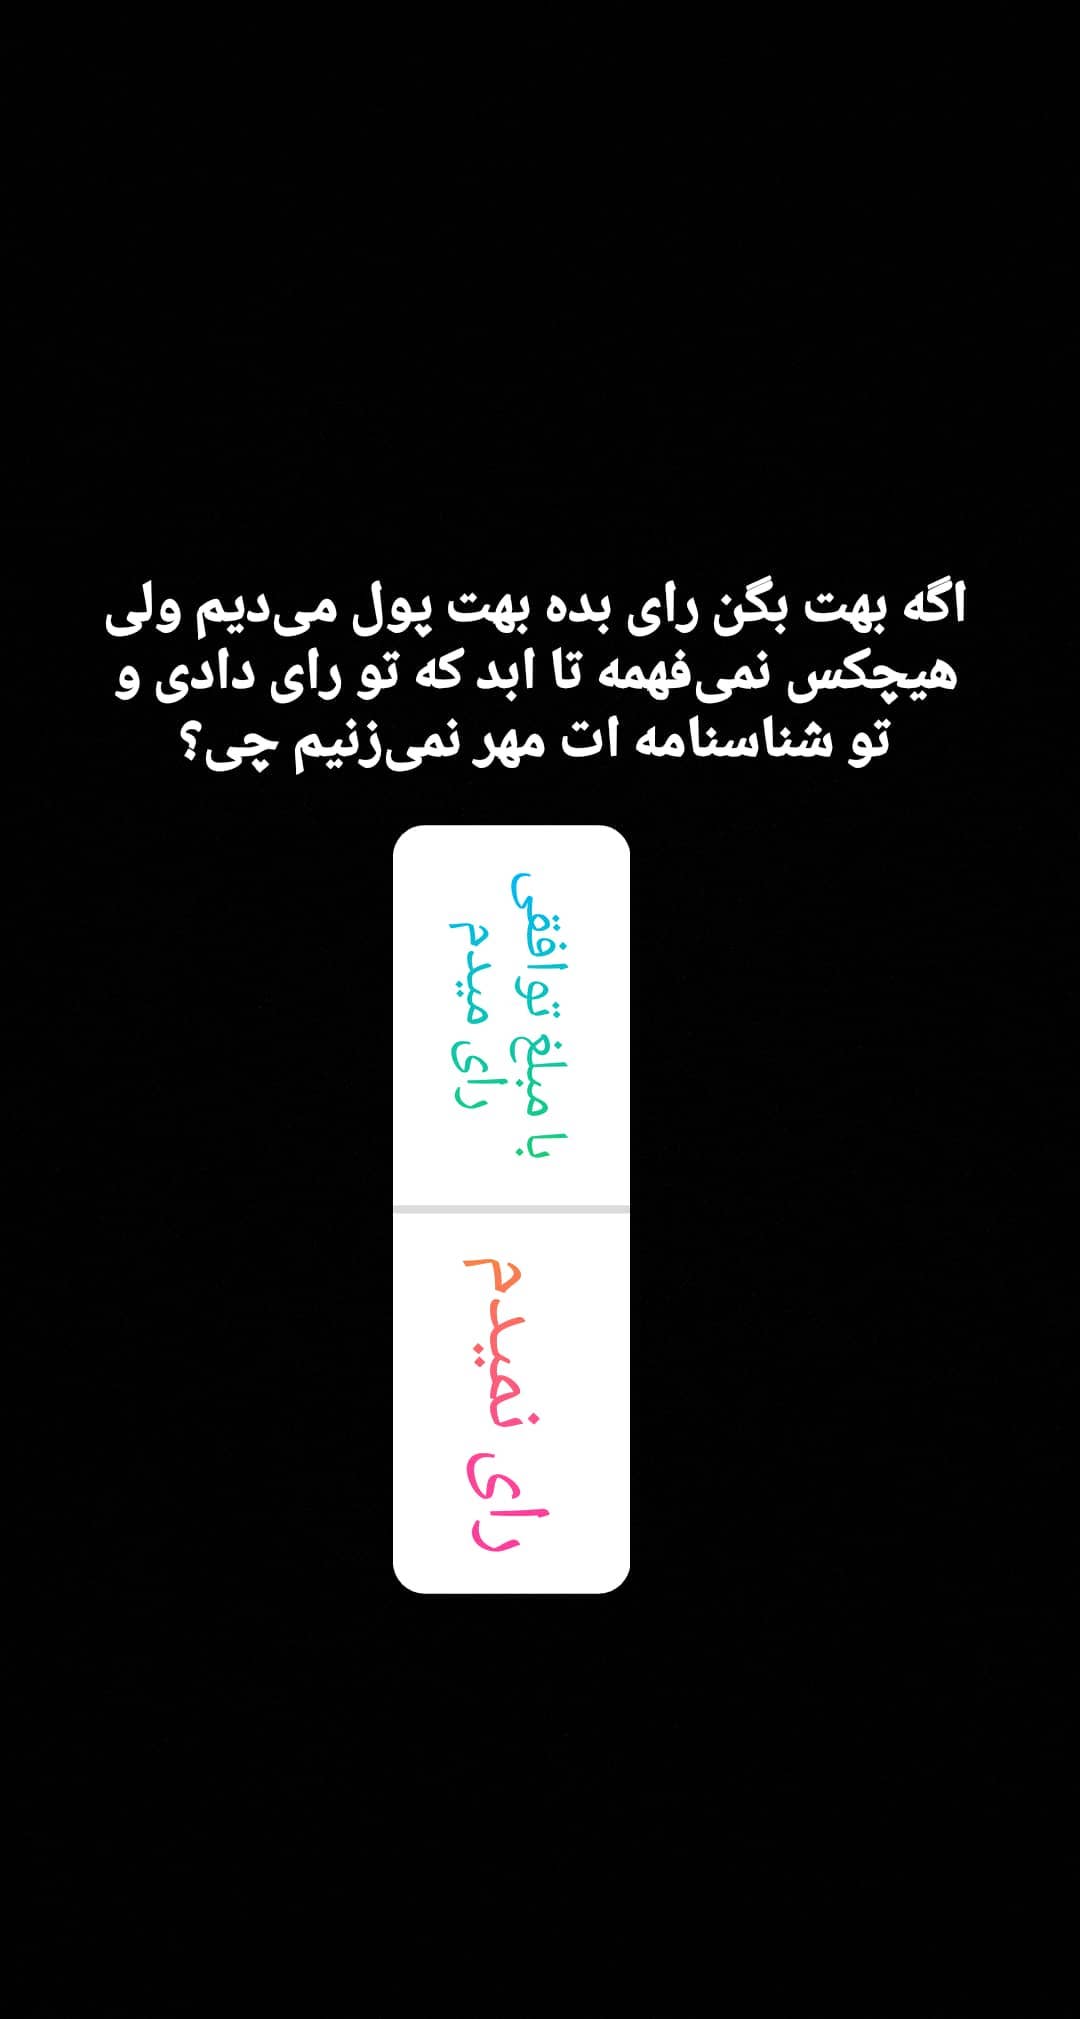 اگه بهت بگن رای بده بهت پول می‌دیم ولی
هیچکس نمی‌فهمه تا ابد که تو رای دادی و
تو شناسنامه ات مهر نمی‌زنیم چی؟
با مبلغ توافقی
رای میدم
رای نمیدم